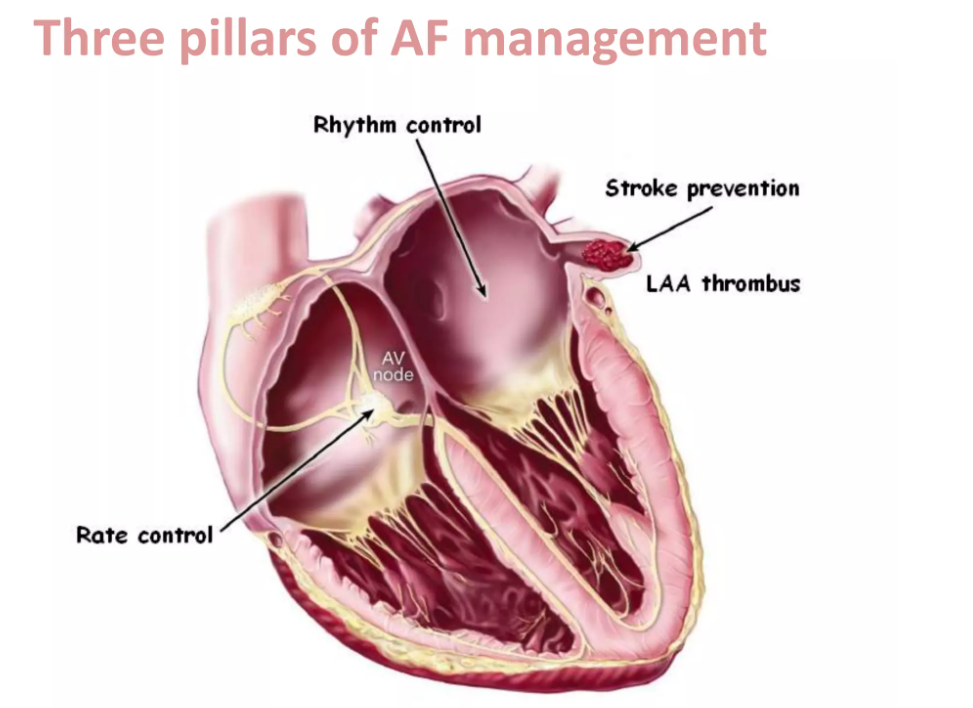 Three pillars of AF management
Rhythm control
Stroke prevention
LAA thrombus
AV
node
Rate control